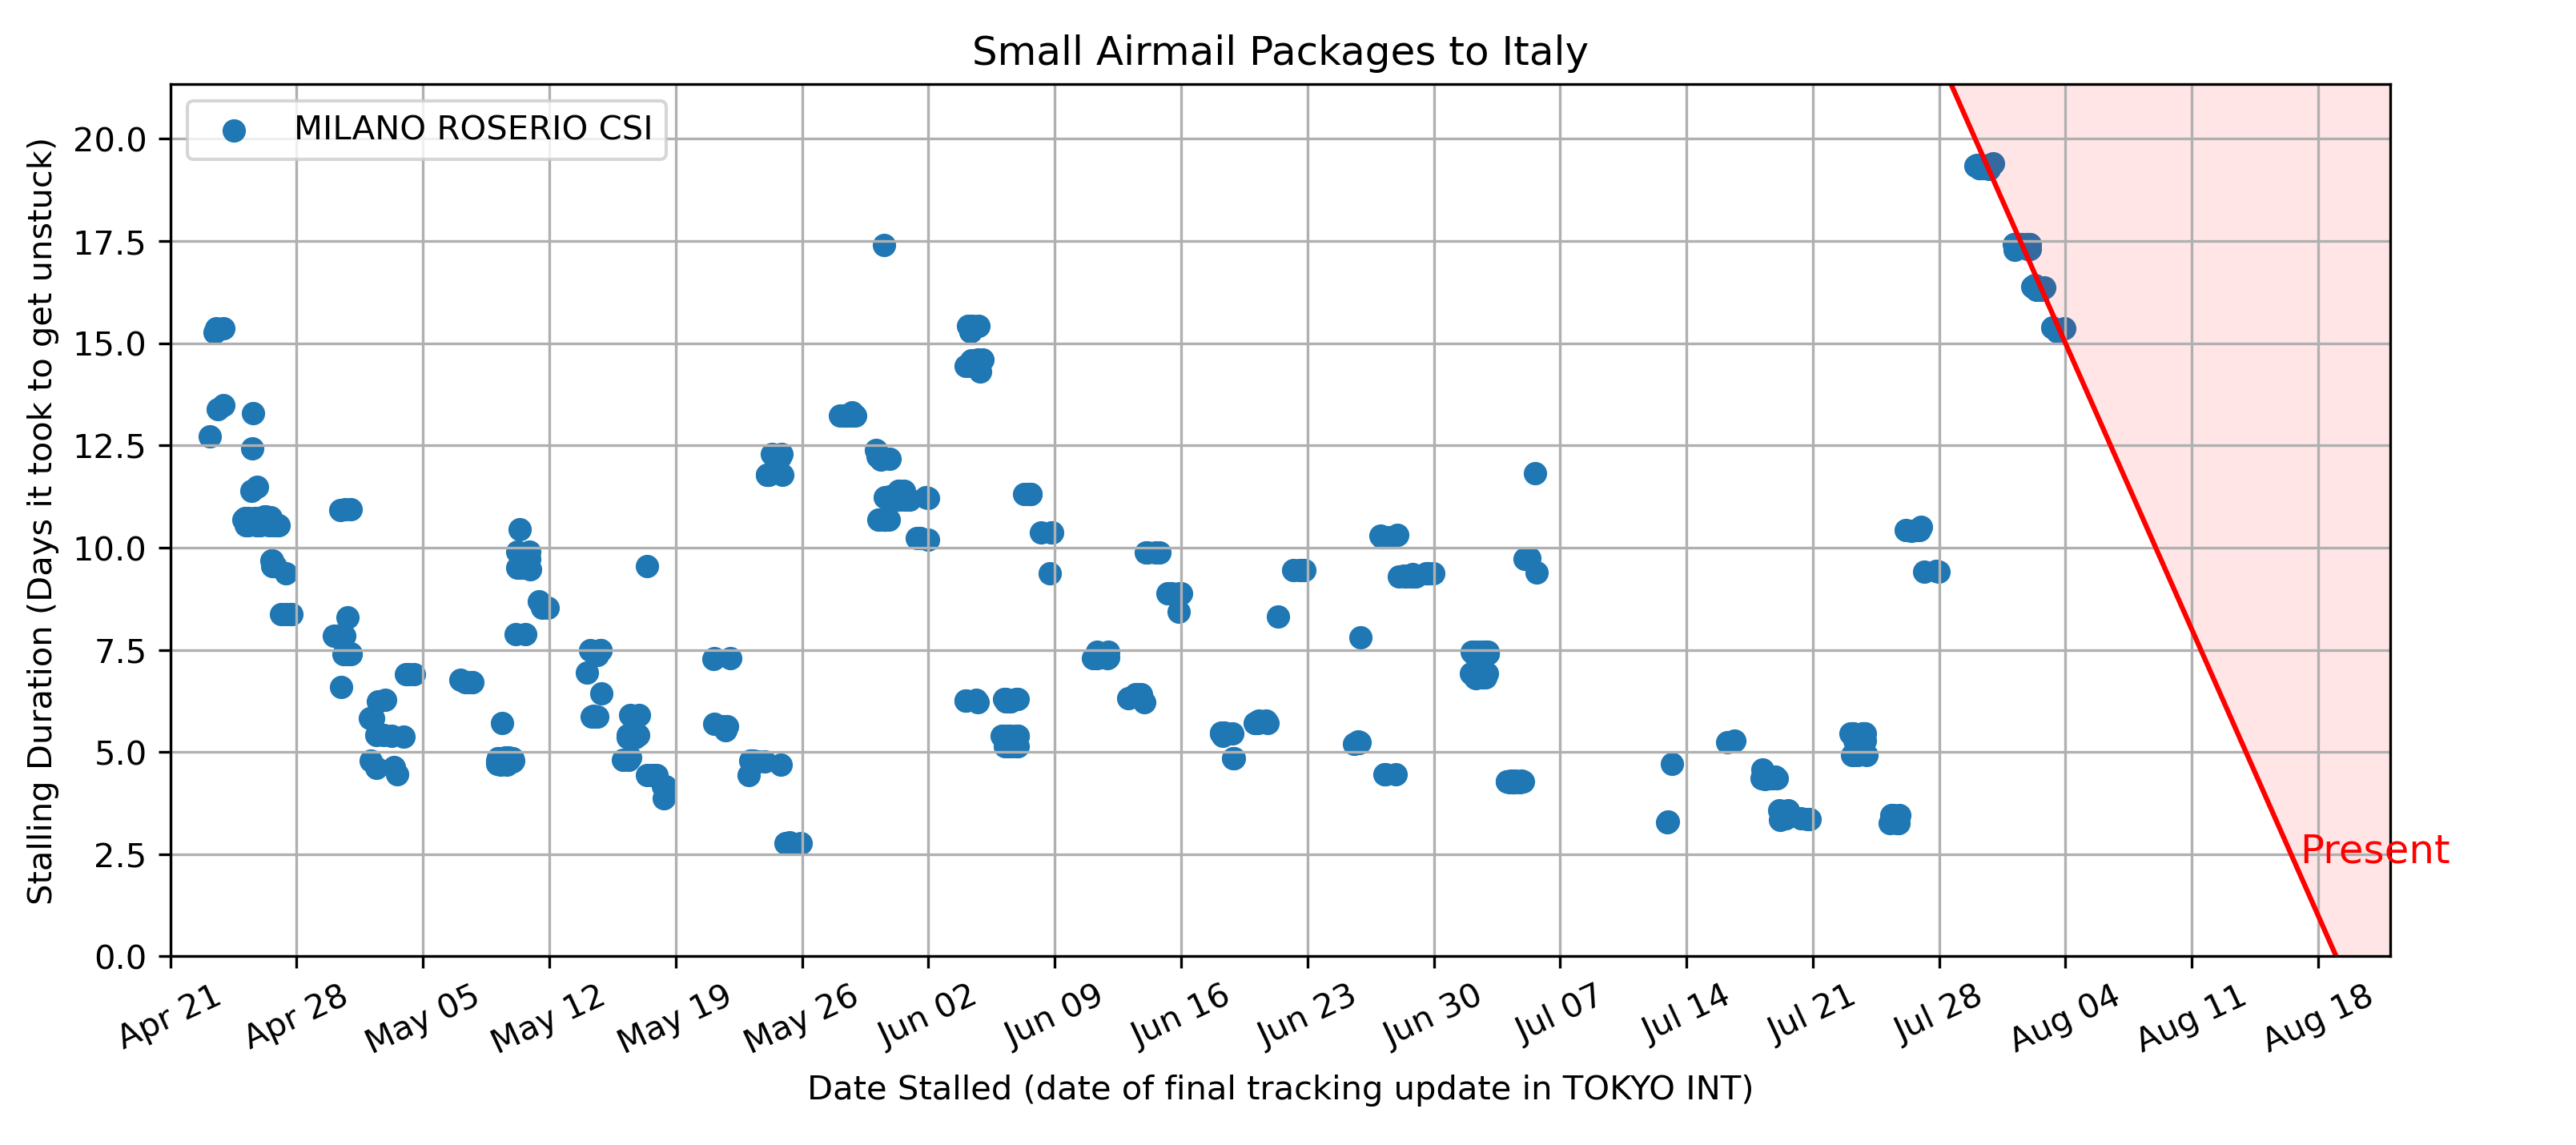 Small Airmail Packages to Italy
MILANO ROSERIO CSI
Stalling Duration (Days it took to get unstuck)
20.0
17.5
15.0
12.5
10.0
7.5
5.0
2.5
0.0
Present
Apr 21
Apr 28
May 05
May 12
May 19
May 26
Jun 02
Jun 09
Jun 16
Jun 23
Jun 30
Jul 07
Jul 14
Jul 21
Jul 28
Aug 04
Aug 11
Aug 18
Date Stalled (date of final tracking update in TOKYO INT)